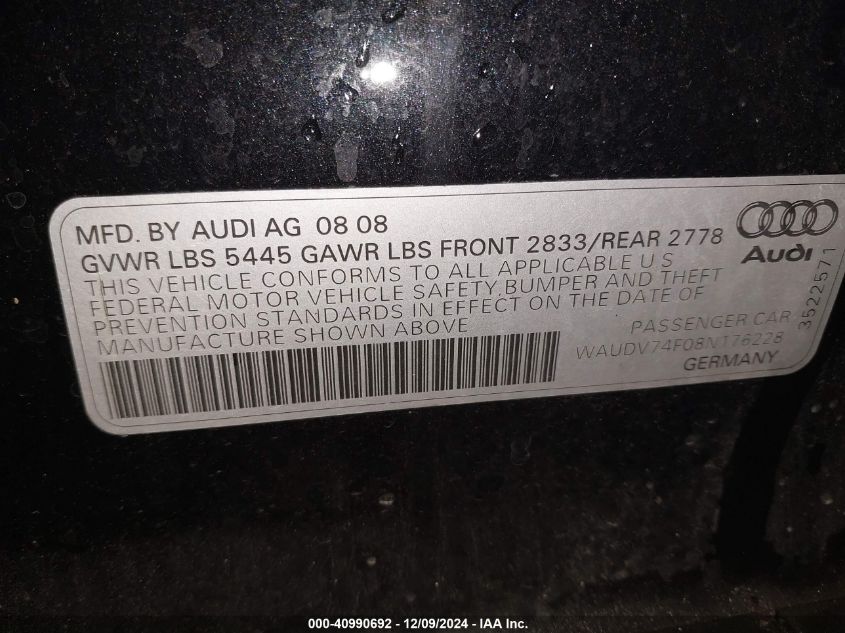 MFD. BY AUDI AG 08 08
GVWR LBS 5445 GAWR LBS FRONT 2833/REAR 2778
THIS VEHICLE CONFORMS TO ALL APPLICABLE U S
FEDERAL MOTOR VEHICLE SAFETY,BUMPER AND THEFT
PREVENTION STANDARDS IN EFFECT ON THE DATE OF
MANUFACTURE SHOWN ABOVE
Audi
3522571
PASSENGER CAR
WAUDV74F08N176228
GERMANY
000-40990692 - 12/09/2024 - IAA Inc.